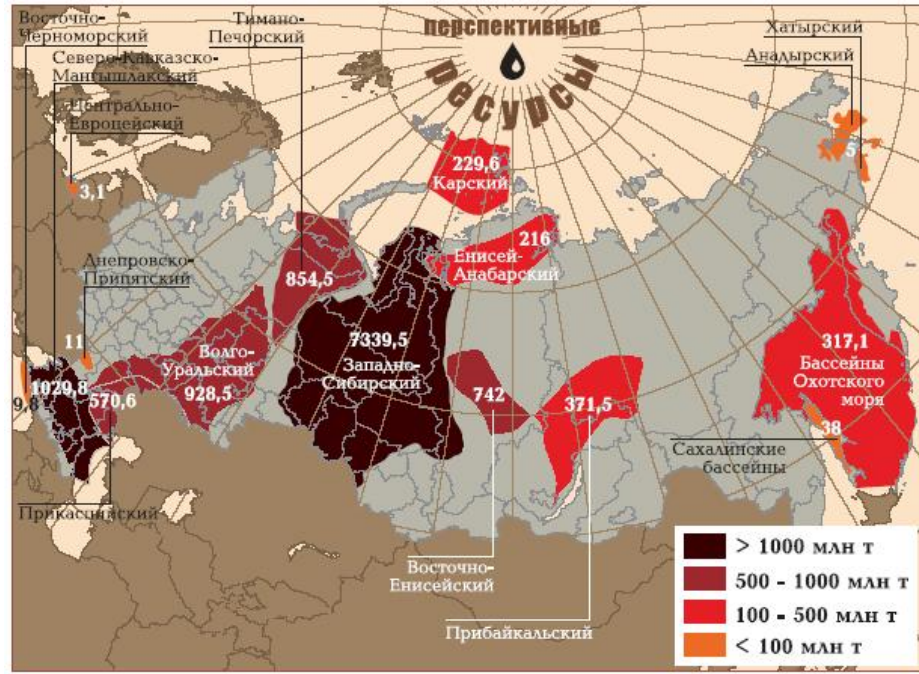 перспективные
ресурсы
Восточно-
Черноморский
Северо-Кавказско-
Мангышлакский
Центрально-
Европейский
Тимано-
Печорский
Хатырский
Анадырский
5
3,1
229,6
Карский
216
Енисей-
Анабарский
Днепровско-
Припятский
11
854,5
7339,5
Западно-
Сибирский
Волго-
Уральский
928,5
1029,8
570,6
9,8
742
371,5
317,1
Бассейны
Охотского
моря
38
Сахалинские
бассейны
Прикаспийский
Восточно-
Енисейский
Прибайкальский
> 1000 млн т
500 - 1000 млн т
100 - 500 млн т
< 100 млн т